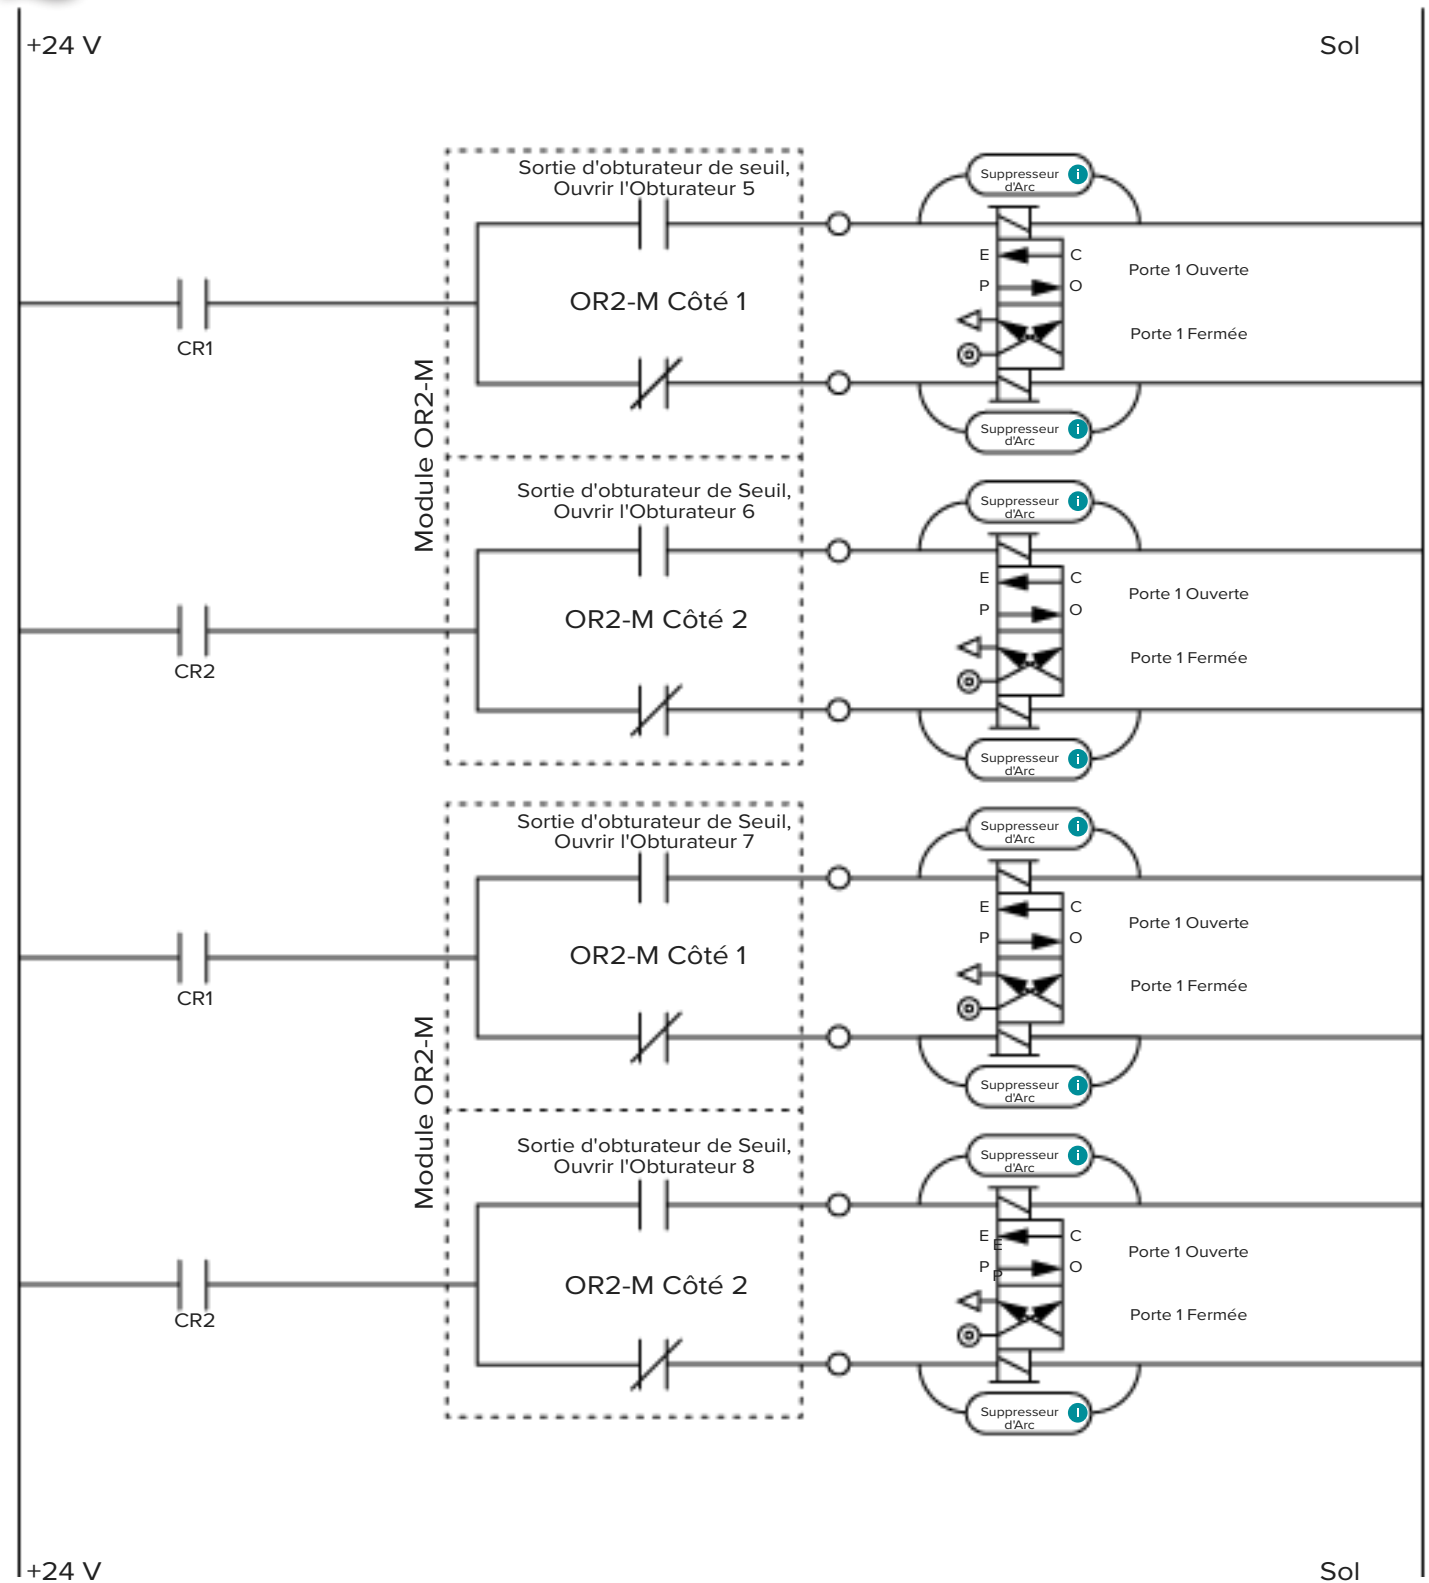 +24 V
Sol
Sortie d'obturateur de seuil,
Ouvrir l'Obturateur 5
Suppresseur i
d'Arc
E C
Porte 1 Ouverte
P O
OR2-M Côté 1
Porte 1 Fermée
CR1
Module OR2-M
Suppresseur i
d'Arc
Sortie d'obturateur de Seuil,
Ouvrir l'Obturateur 6
Suppresseur i
d'Arc
E C
Porte 1 Ouverte
P O
OR2-M Côté 2
Porte 1 Fermée
CR2
Suppresseur i
d'Arc
Sortie d'obturateur de Seuil,
Ouvrir l'Obturateur 7
Suppresseur i
d'Arc
E C
Porte 1 Ouverte
P O
OR2-M Côté 1
Porte 1 Fermée
CR1
Module OR2-M
Suppresseur i
d'Arc
Sortie d'obturateur de Seuil,
Ouvrir l'Obturateur 8
Suppresseur i
d'Arc
E C
E
Porte 1 Ouverte
P O
P
OR2-M Côté 2
Porte 1 Fermée
CR2
Suppresseur I
d'Arc
+24 V
Sol